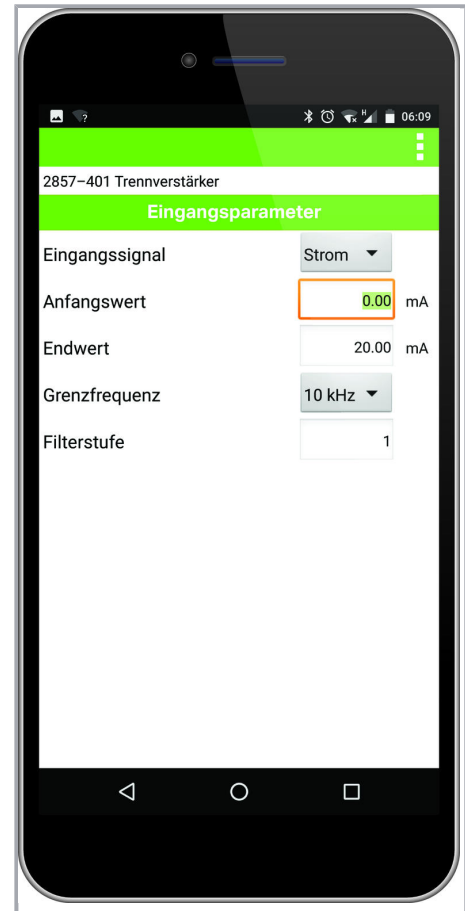 06:09
2857–401 Trennverstärker
Eingangsparameter
Eingangssignal Strom
Anfangswert 0.00 mA
Endwert 20.00 mA
Grenzfrequenz 10 kHz
Filterstufe 1